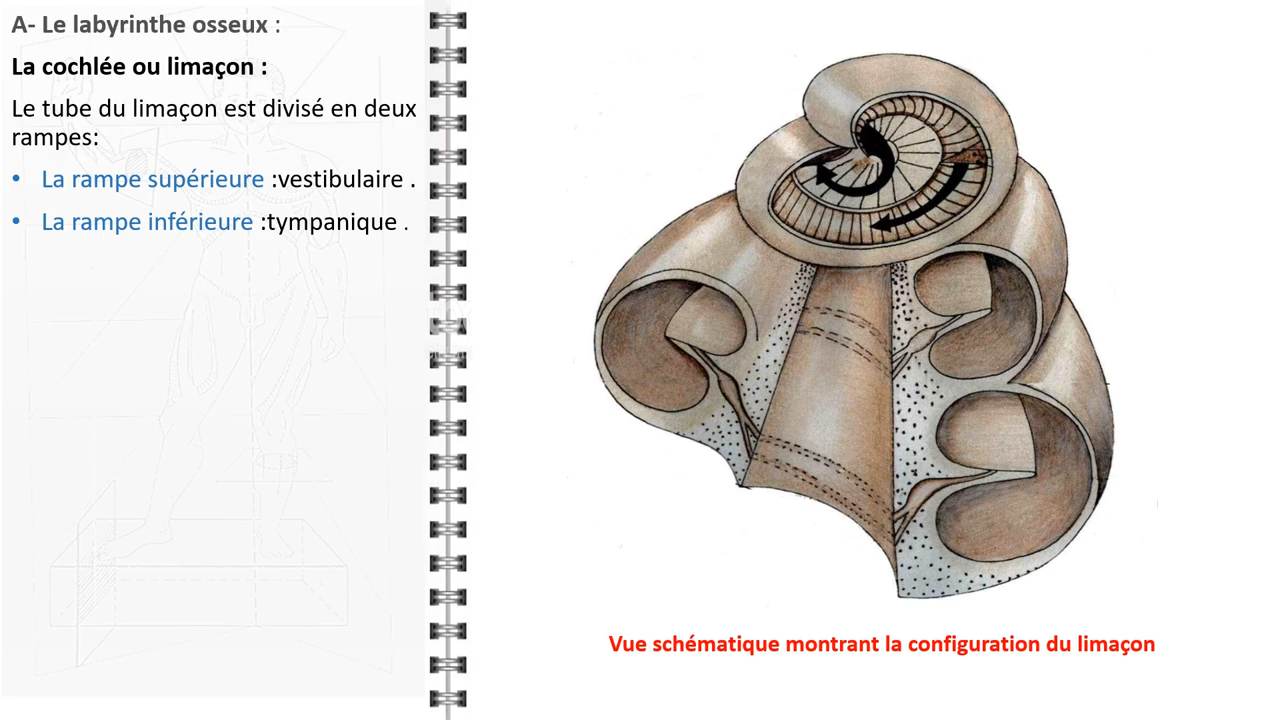 A- Le labyrinthe osseux :
La cochlée ou limaçon :
Le tube du limaçon est divisé en deux
rampes:
• La rampe supérieure :vestibulaire .
• La rampe inférieure :tympanique .
Vue schématique montrant la configuration du limaçon